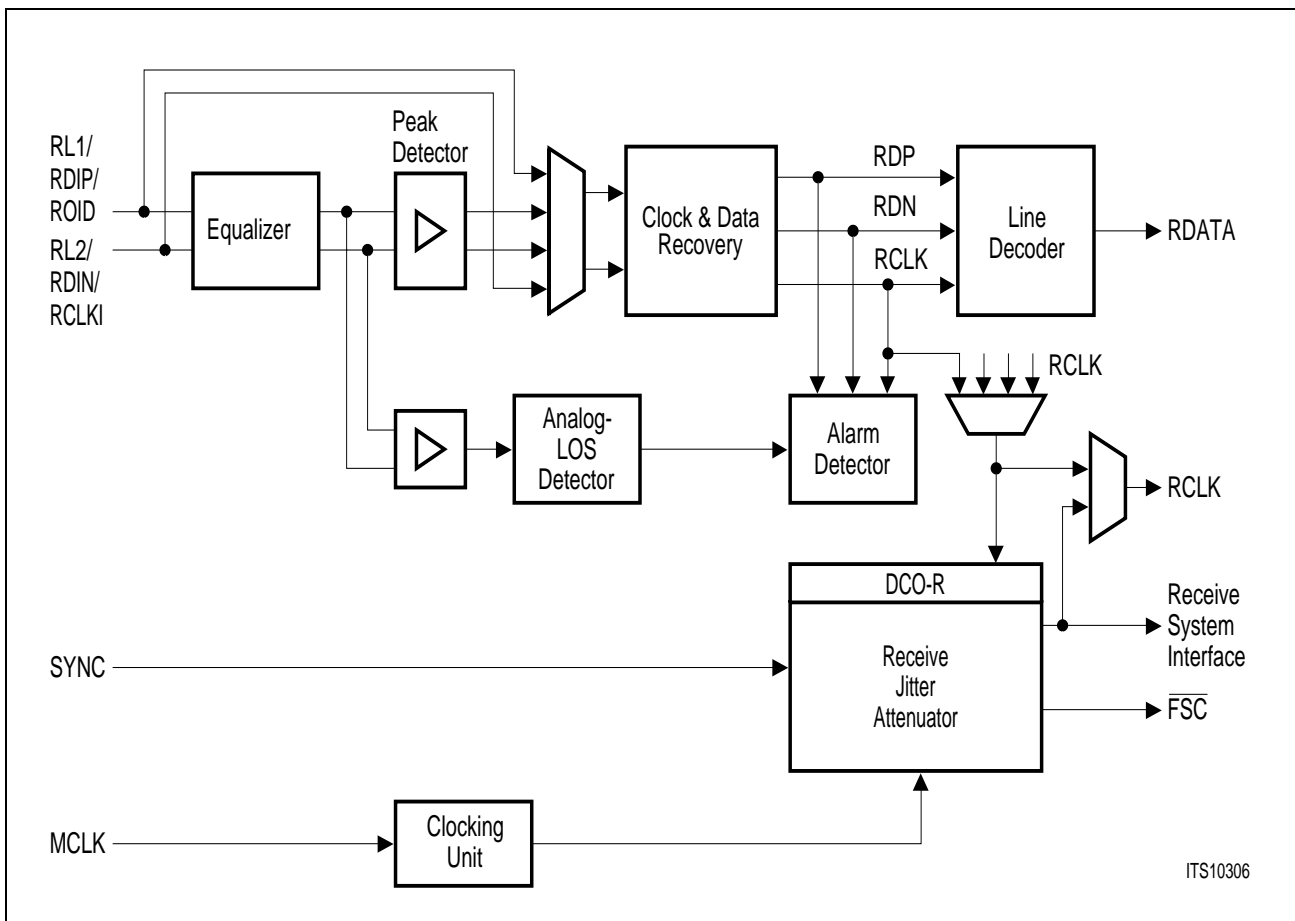 Peak
Detector
RL1/
RDIP/
ROID
RL2/
RDIN/
RCLKI
Equalizer
Clock & Data
Recovery
RDP
RDN
RCLK
Line
Decoder
RDATA
RCLK
Analog-
LOS
Detector
Alarm
Detector
RCLK
DCO-R
Receive
Jitter
Attenuator
Receive
System
Interface
FSC
SYNC
MCLK
Clocking
Unit
ITS10306